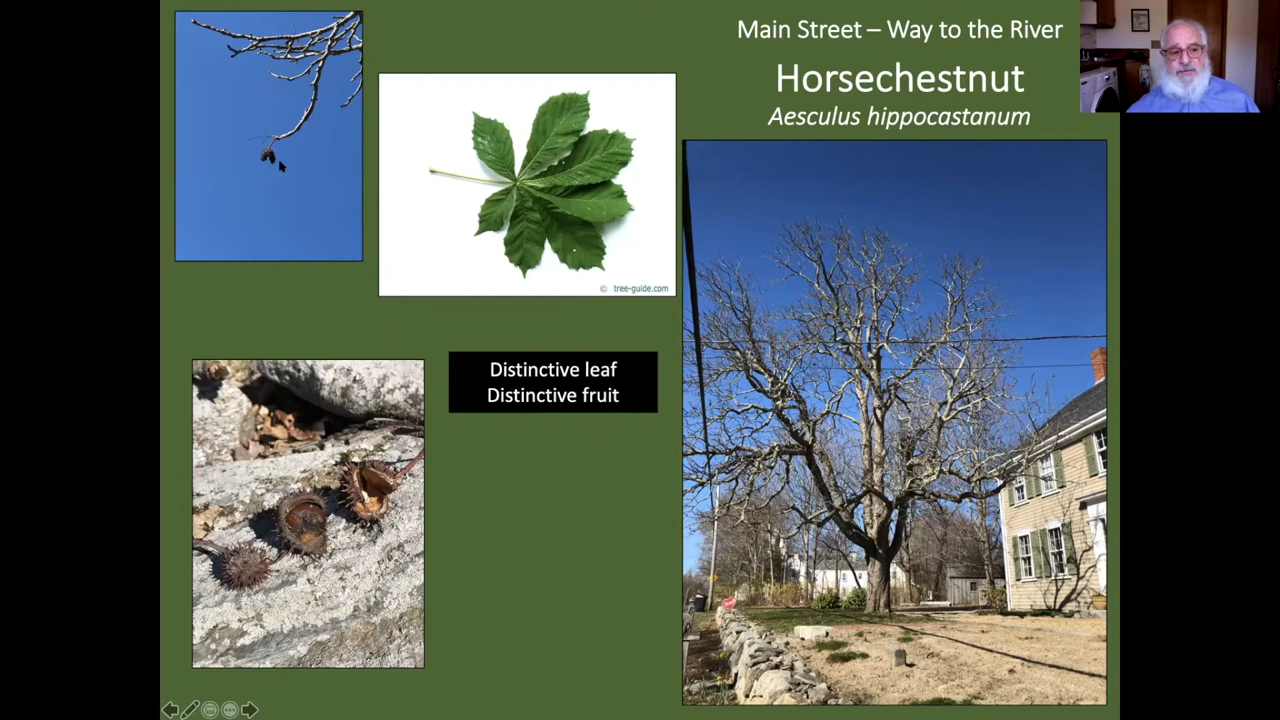 Main Street – Way to the River
Horsechestnut
Aesculus hippocastanum
© tree-guide.com
Distinctive leaf
Distinctive fruit